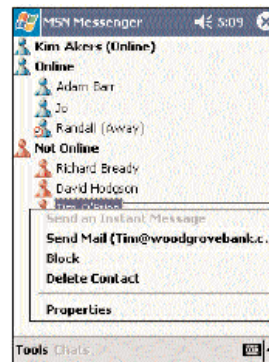 MSN Messenger 5:09
Kim Akers (Online)
Online
Adam Barr
Jo
Randall (Away)
Not Online
Richard Bready
David Hodgson
Send an Instant Message
Send Mail (Tim@woodgrovebank.c..
Block
Delete Contact
Properties
Tools Chats